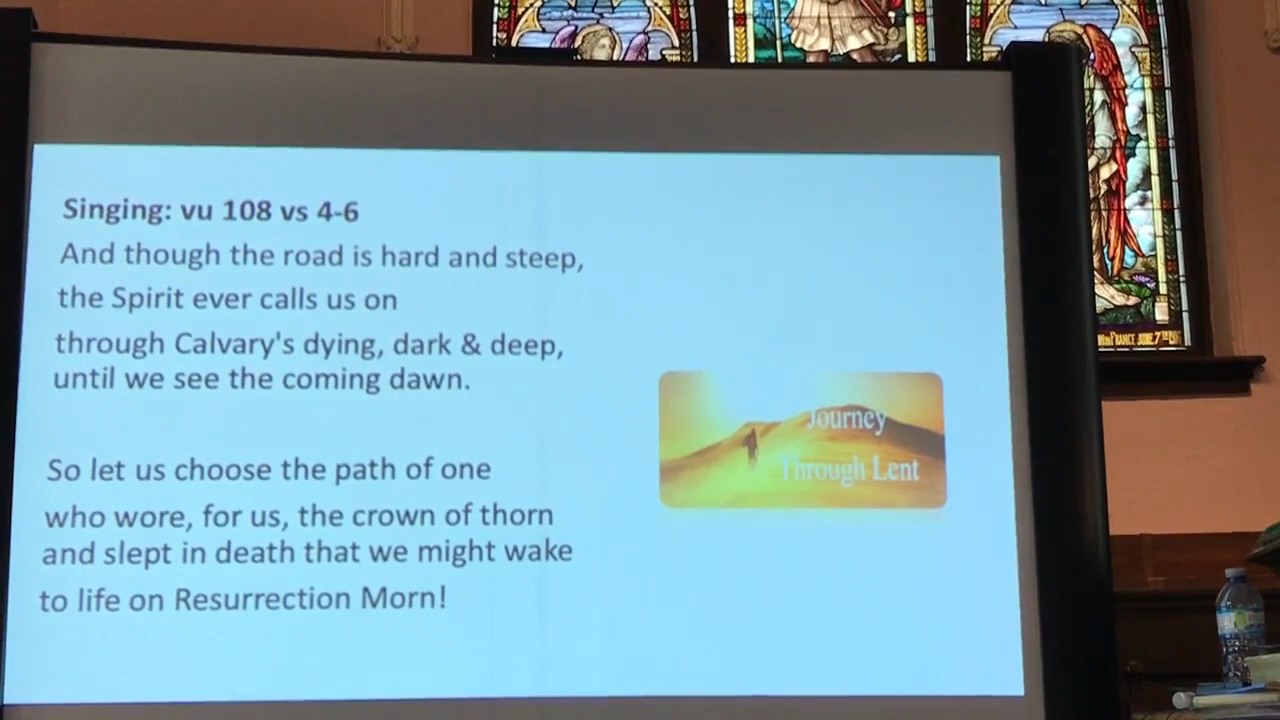 Singing: vu 108 vs 4-6
And though the road is hard and steep,
the Spirit ever calls us on
through Calvary's dying, dark & deep,
until we see the coming dawn.
So let us choose the path of one
who wore, for us, the crown of thorn
and slept in death that we might wake
to life on Resurrection Morn!
Journey
Through Lent
FRANCE JUNE 7TH